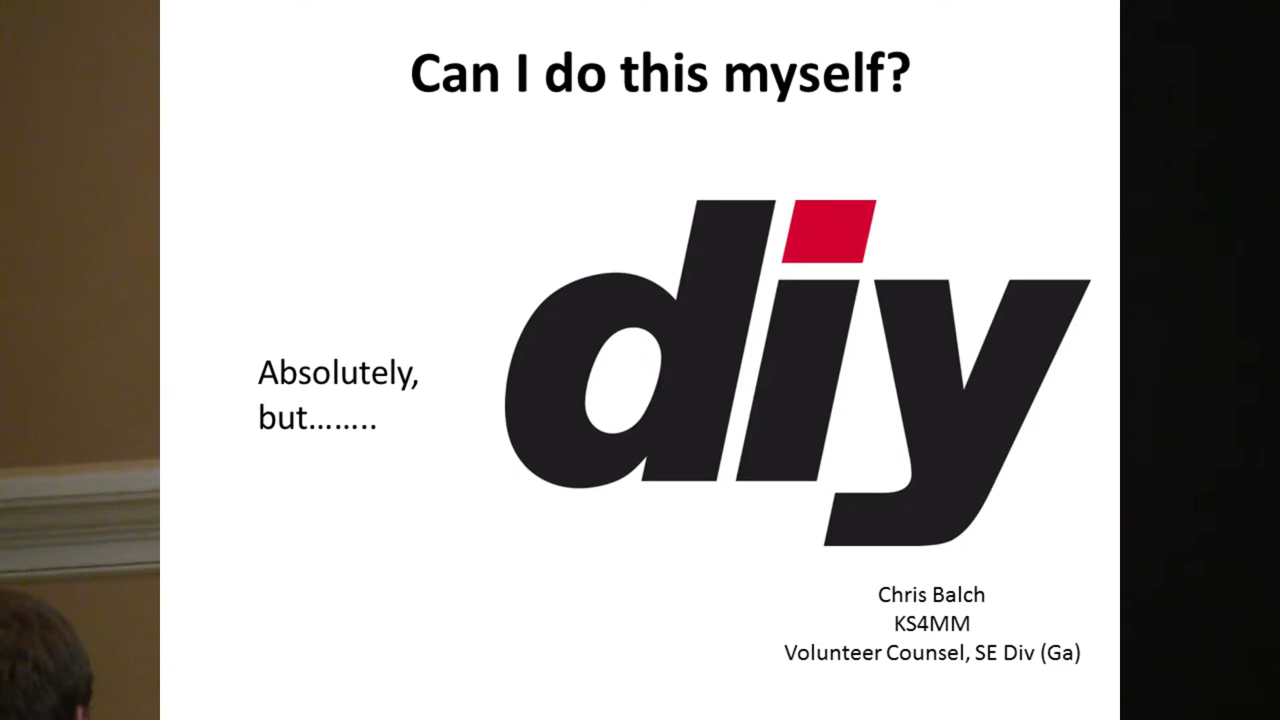 Can I do this myself?
diy
Absolutely,
but……..
Chris Balch
KS4MM
Volunteer Counsel, SE Div (Ga)